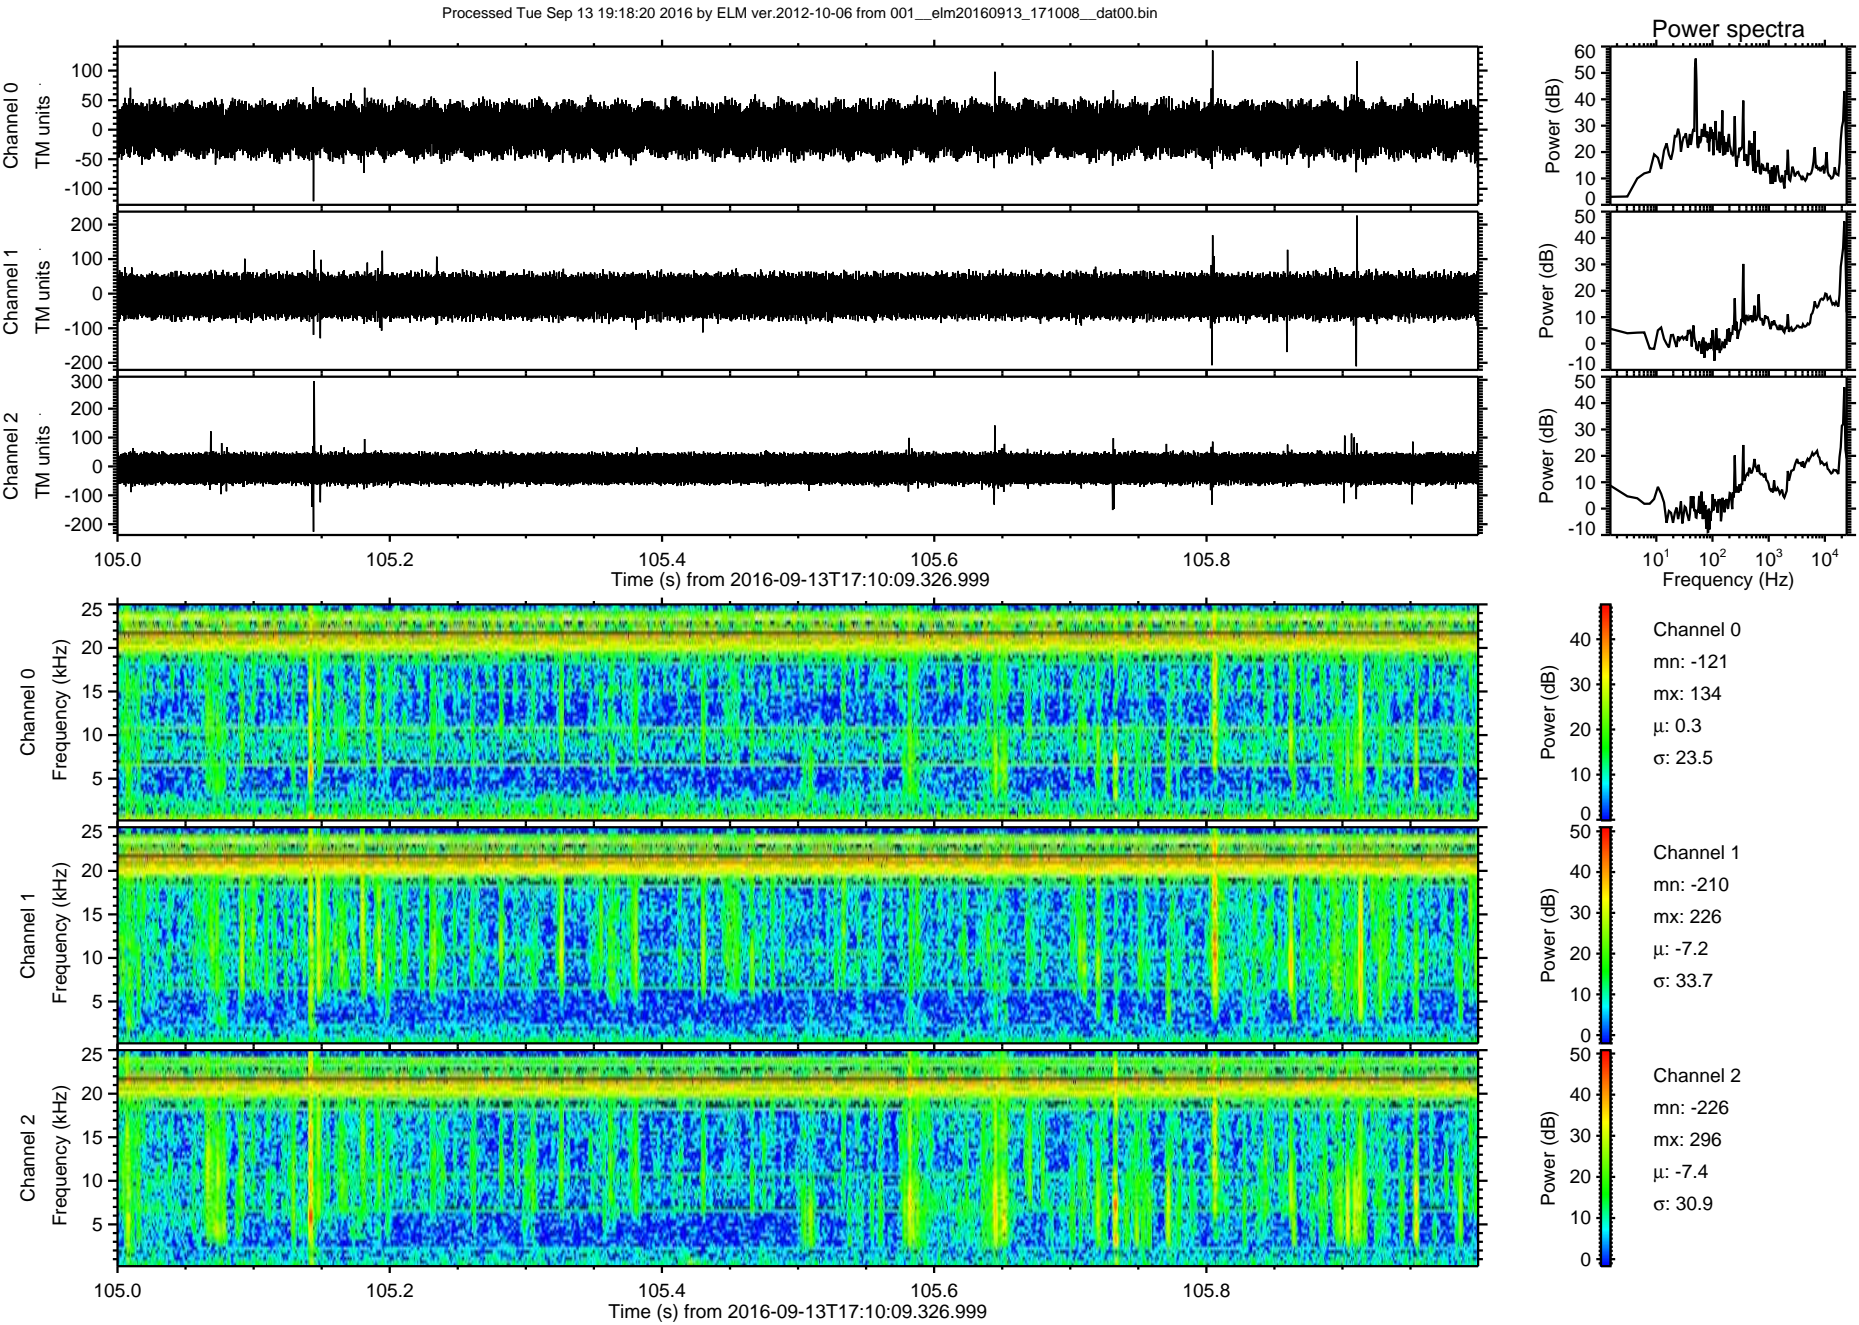 Processed Tue Sep 13 19:18:20 2016 by ELM ver.2012-10-06 from 001__elm20160913_171008__dat00.bin
Power spectra
Channel 0
TM units
100
50
0
-50
-100
Power (dB)
60
50
40
30
20
10
0
Channel 1
TM units
200
100
0
-100
-200
Power (dB)
50
40
30
20
10
0
-10
Channel 2
TM units
300
200
100
0
-100
-200
Power (dB)
50
40
30
20
10
0
-10
105.0 105.2 105.4 105.6 105.8
Time (s) from 2016-09-13T17:10:09.326.999
10¹ 10² 10³ 10⁴
Frequency (Hz)
Channel 0
Frequency (kHz)
25
20
15
10
5
Power (dB)
40
30
20
10
0
Channel 0
mn: -121
mx: 134
μ: 0.3
σ: 23.5
Channel 1
Frequency (kHz)
25
20
15
10
5
Power (dB)
50
40
30
20
10
0
Channel 1
mn: -210
mx: 226
μ: -7.2
σ: 33.7
Channel 2
Frequency (kHz)
25
20
15
10
5
Power (dB)
50
40
30
20
10
0
Channel 2
mn: -226
mx: 296
μ: -7.4
σ: 30.9
105.0 105.2 105.4 105.6 105.8
Time (s) from 2016-09-13T17:10:09.326.999